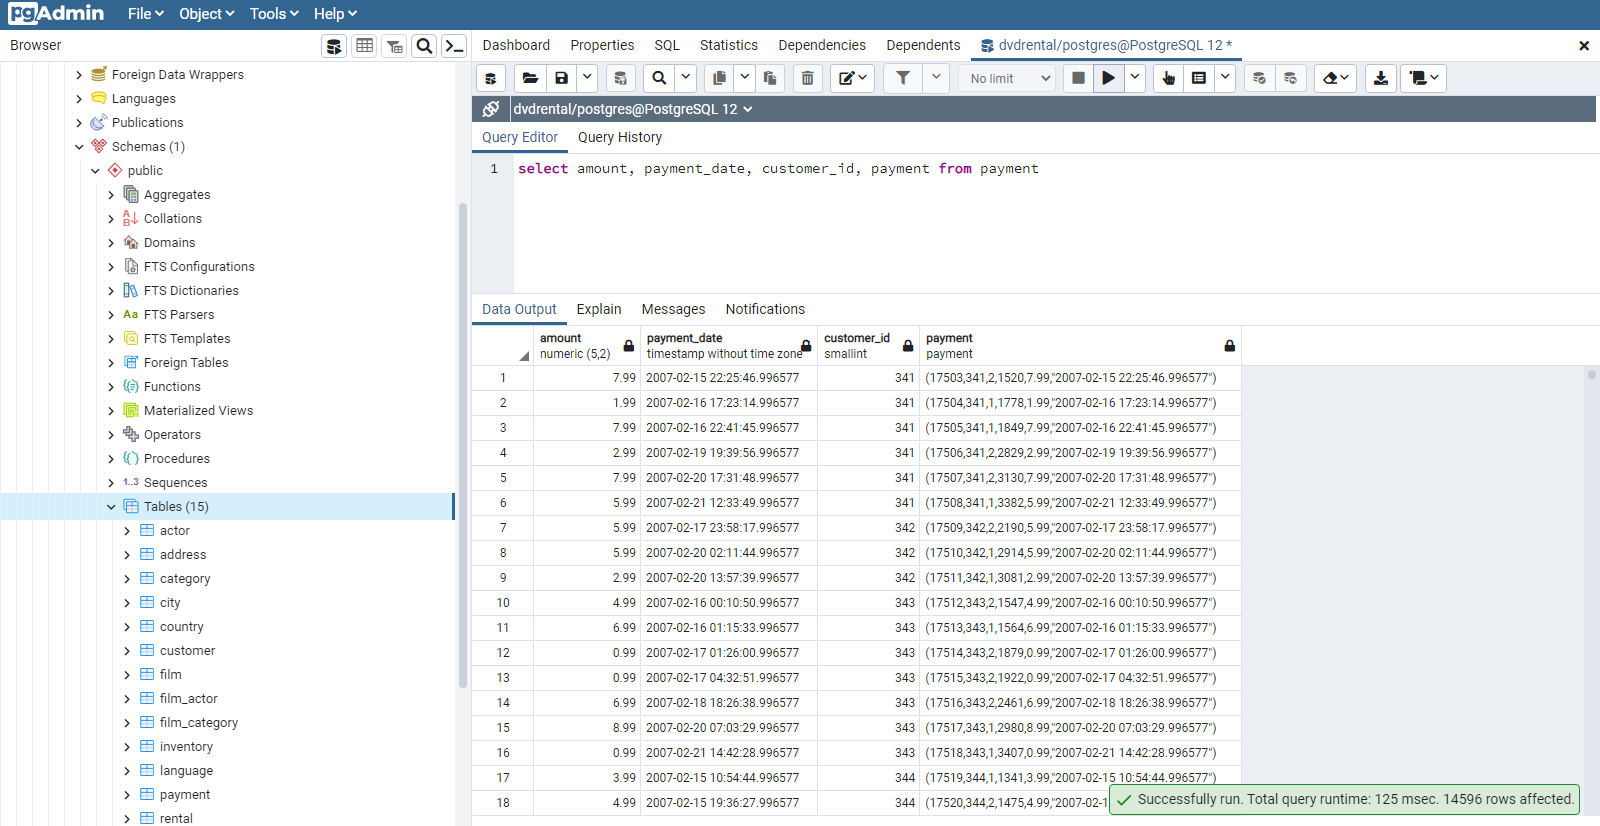 pgAdmin File Object Tools Help
Browser
Dashboard Properties SQL Statistics Dependencies Dependents dvdrental/postgres@PostgreSQL 12 *
No limit
dvdrental/postgres@PostgreSQL 12
Foreign Data Wrappers
Languages
Publications
Schemas (1)
public
Aggregates
Collations
Domains
FTS Configurations
FTS Dictionaries
Aa FTS Parsers
FTS Templates
Foreign Tables
Functions
Materialized Views
Operators
Procedures
1..3 Sequences
Tables (15)
actor
address
category
city
country
customer
film
film_actor
film_category
inventory
language
payment
rental
Query Editor Query History
1 select amount, payment_date, customer_id, payment from payment
Data Output Explain Messages Notifications
amount payment_date customer_id payment
numeric (5,2) timestamp without time zone smallint payment
1 7.99 2007-02-15 22:25:46.996577 341 (17503,341,2,1520,7.99,"2007-02-15 22:25:46.996577")
2 1.99 2007-02-16 17:23:14.996577 341 (17504,341,1,1778,1.99,"2007-02-16 17:23:14.996577")
3 7.99 2007-02-16 22:41:45.996577 341 (17505,341,1,1849,7.99,"2007-02-16 22:41:45.996577")
4 2.99 2007-02-19 19:39:56.996577 341 (17506,341,2,2829,2.99,"2007-02-19 19:39:56.996577")
5 7.99 2007-02-20 17:31:48.996577 341 (17507,341,2,3130,7.99,"2007-02-20 17:31:48.996577")
6 5.99 2007-02-21 12:33:49.996577 341 (17508,341,1,3382,5.99,"2007-02-21 12:33:49.996577")
7 5.99 2007-02-17 23:58:17.996577 342 (17509,342,2,2190,5.99,"2007-02-17 23:58:17.996577")
8 5.99 2007-02-20 02:11:44.996577 342 (17510,342,1,2914,5.99,"2007-02-20 02:11:44.996577")
9 2.99 2007-02-20 13:57:39.996577 342 (17511,342,1,3081,2.99,"2007-02-20 13:57:39.996577")
10 4.99 2007-02-16 00:10:50.996577 343 (17512,343,2,1547,4.99,"2007-02-16 00:10:50.996577")
11 6.99 2007-02-16 01:15:33.996577 343 (17513,343,1,1564,6.99,"2007-02-16 01:15:33.996577")
12 0.99 2007-02-17 01:26:00.996577 343 (17514,343,2,1879,0.99,"2007-02-17 01:26:00.996577")
13 0.99 2007-02-17 04:32:51.996577 343 (17515,343,2,1922,0.99,"2007-02-17 04:32:51.996577")
14 6.99 2007-02-18 18:26:38.996577 343 (17516,343,2,2461,6.99,"2007-02-18 18:26:38.996577")
15 8.99 2007-02-20 07:03:29.996577 343 (17517,343,1,2980,8.99,"2007-02-20 07:03:29.996577")
16 0.99 2007-02-21 14:42:28.996577 343 (17518,343,1,3407,0.99,"2007-02-21 14:42:28.996577")
17 3.99 2007-02-15 10:54:44.996577 344 (17519,344,1,1341,3.99,"2007-02-15 10:54:44.996577")
18 4.99 2007-02-15 19:36:27.996577 344 (17520,344,2,1475,4.99,"2007-02-1
Successfully run. Total query runtime: 125 msec. 14596 rows affected.